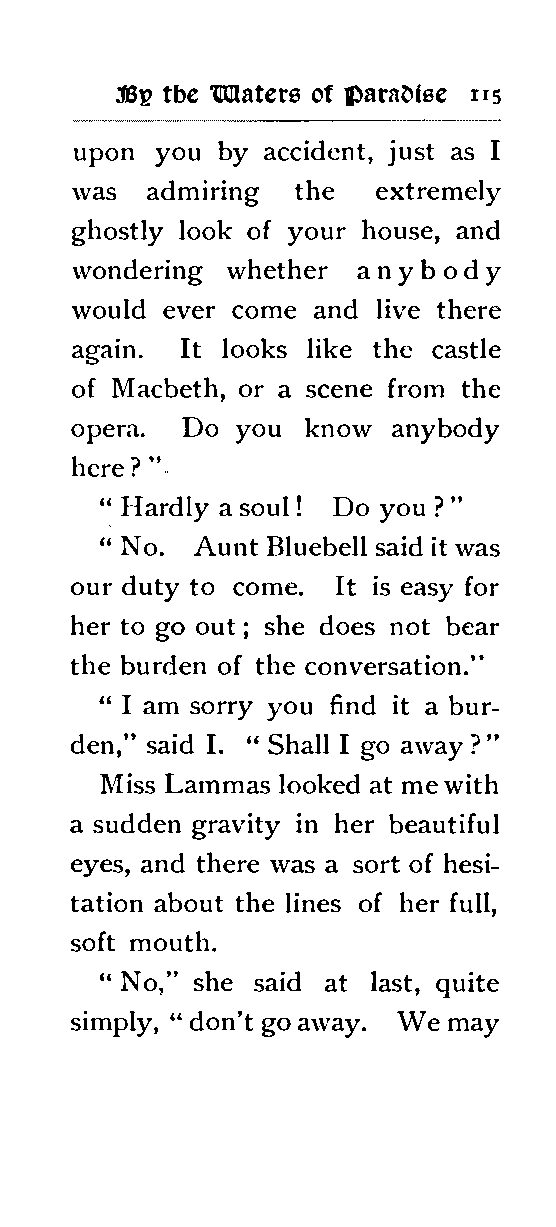 By the Waters of Paradise 115
upon you by accident, just as I
was admiring the extremely
ghostly look of your house, and
wondering whether anybody
would ever come and live there
again. It looks like the castle
of Macbeth, or a scene from the
opera. Do you know anybody
here?"
"Hardly a soul! Do you?"
"No. Aunt Bluebell said it was
our duty to come. It is easy for
her to go out; she does not bear
the burden of the conversation."
"I am sorry you find it a bur-
den," said I. "Shall I go away?"
Miss Lammas looked at me with
a sudden gravity in her beautiful
eyes, and there was a sort of hesi-
tation about the lines of her full,
soft mouth.
"No," she said at last, quite
simply, "don't go away. We may